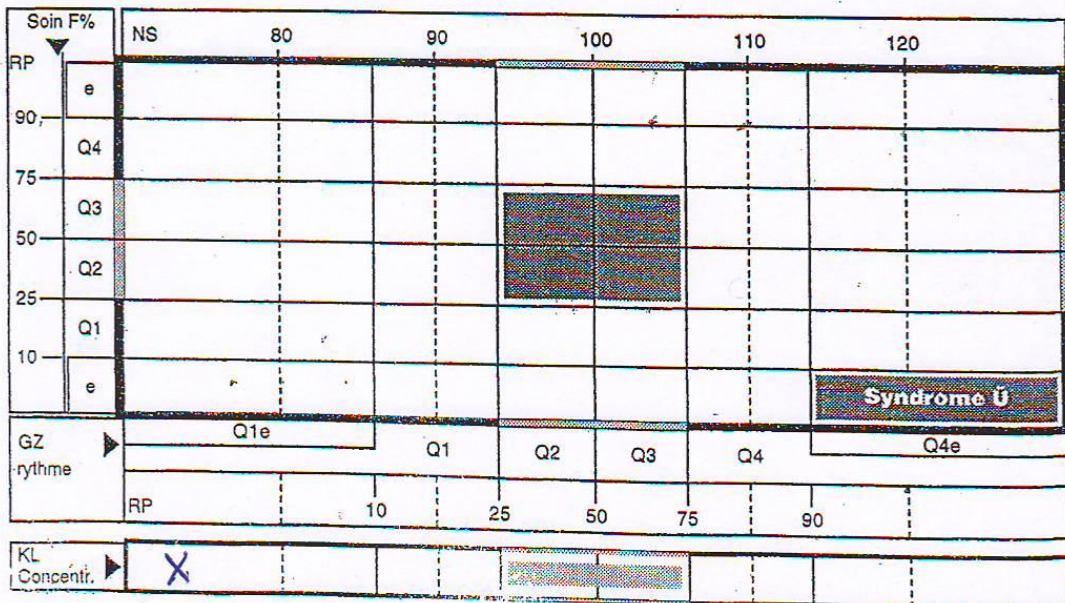 Soin F%
NS 80 90 100 110 120
RP
e
90
Q4
75
Q3
50
Q2
25
Q1
10
e
Syndrome Ü
GZ
rythme
Q1e Q1 Q2 Q3 Q4 Q4e
RP 10 25 50 75 90
KL
Concentr.
X